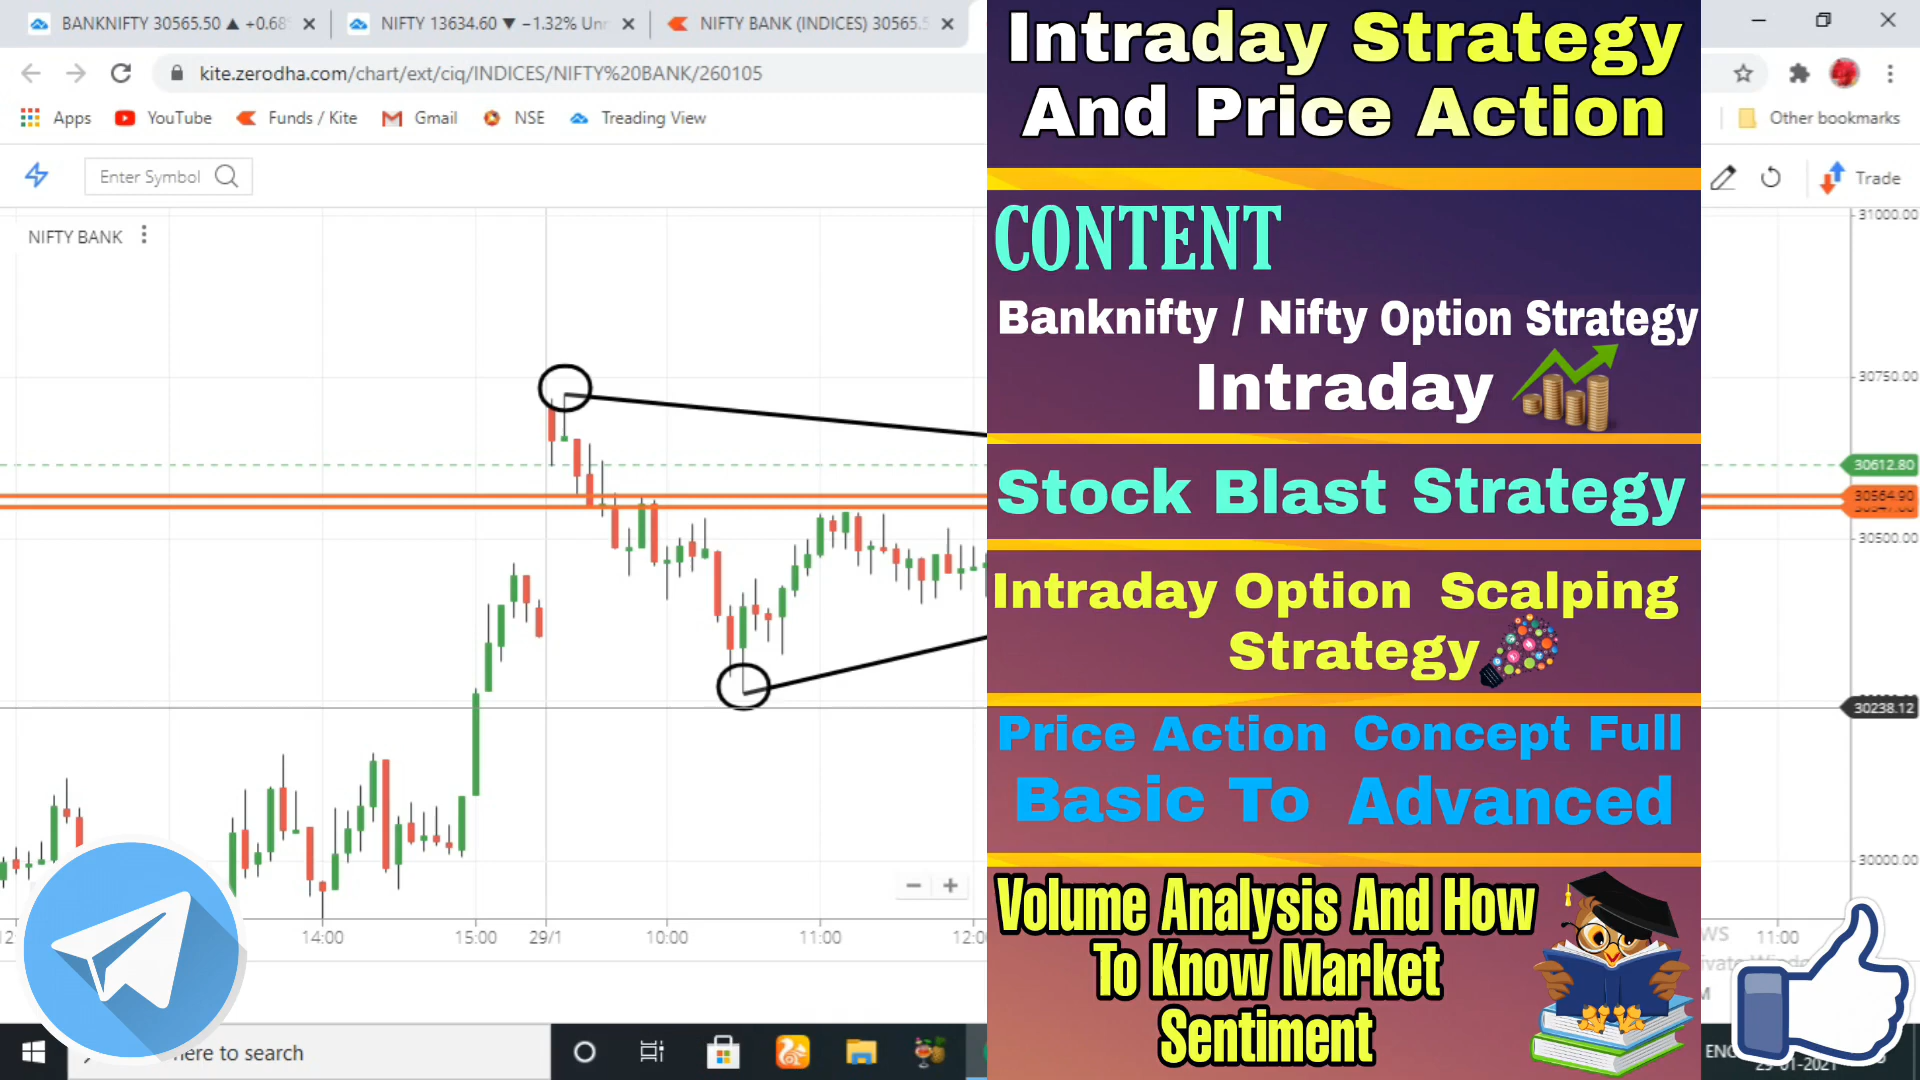 BANKNIFTY 30565.50 ▲ +0.68
NIFTY 13634.60 ▼ −1.32% Un
NIFTY BANK (INDICES) 30565.5
kite.zerodha.com/chart/ext/ciq/INDICES/NIFTY%20BANK/260105
Apps
YouTube
Funds / Kite
Gmail
NSE
Treading View
Other bookmarks
Enter Symbol
Trade
NIFTY BANK
Intraday Strategy
And Price Action
CONTENT
Banknifty / Nifty Option Strategy
Intraday
Stock Blast Strategy
Intraday Option Scalping
Strategy
Price Action Concept Full
Basic To Advanced
Volume Analysis And How
To Know Market
Sentiment
31000.00
30750.00
30612.80
30564.90
30500.00
30238.12
30000.00
14:00
15:00
29/1
10:00
11:00
12:00
11:00
here to search
ENG